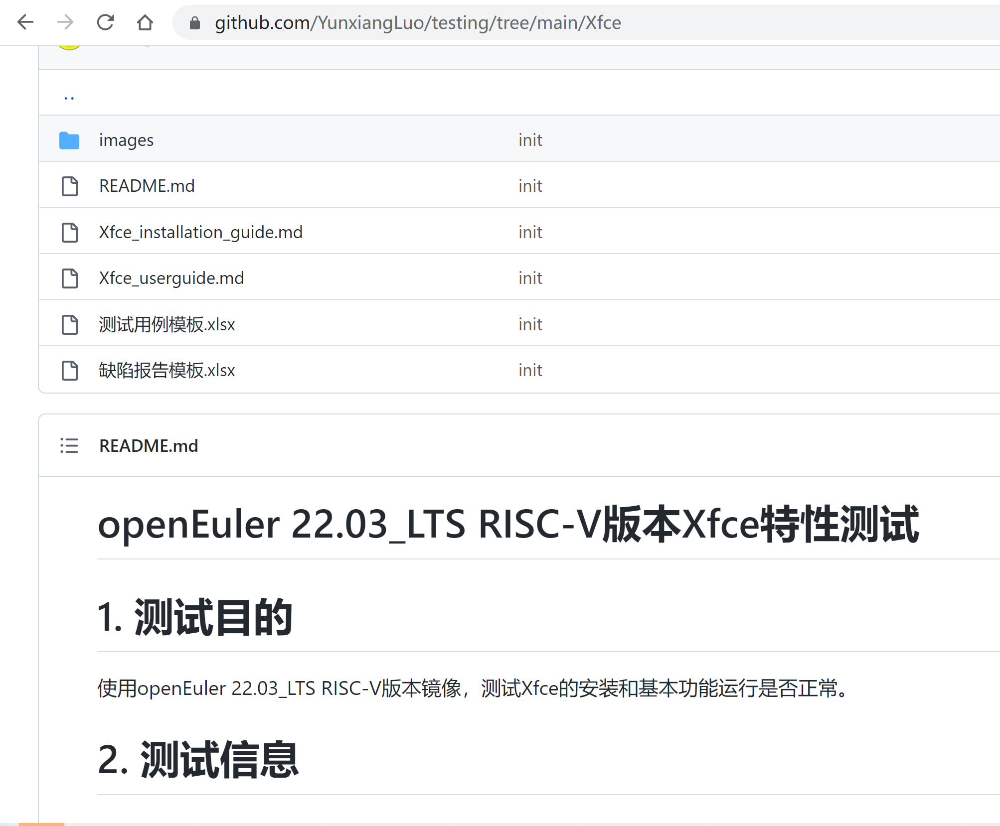 github.com/YunxiangLuo/testing/tree/main/Xfce
..
images init
README.md init
Xfce_installation_guide.md init
Xfce_userguide.md init
测试用例模板.xlsx init
缺陷报告模板.xlsx init
README.md
openEuler 22.03_LTS RISC-V版本Xfce特性测试
1. 测试目的
使用openEuler 22.03_LTS RISC-V版本镜像，测试Xfce的安装和基本功能运行是否正常。
2. 测试信息